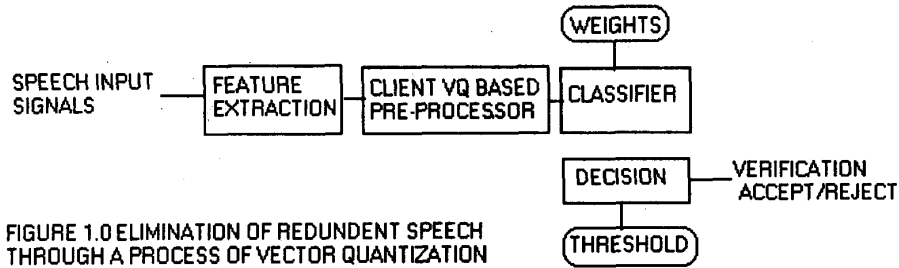 WEIGHTS
SPEECH INPUT
SIGNALS
FEATURE
EXTRACTION
CLIENT VQ BASED
PRE-PROCESSOR
CLASSIFIER
DECISION
VERIFICATION
ACCEPT/REJECT
THRESHOLD
FIGURE 1.0 ELIMINATION OF REDUNDENT SPEECH
THROUGH A PROCESS OF VECTOR QUANTIZATION